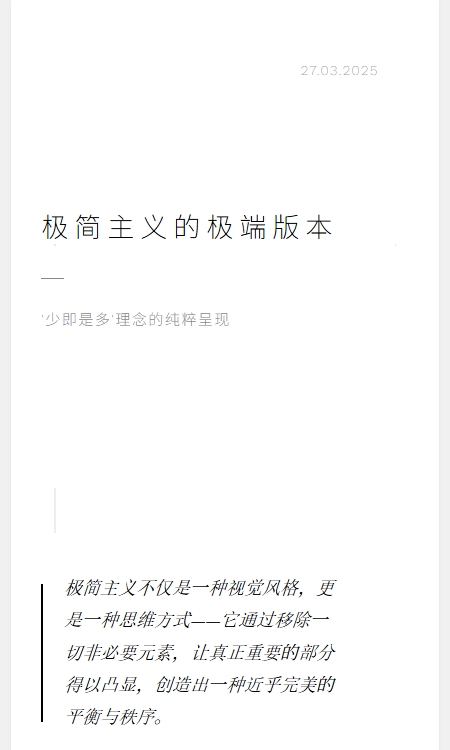 27.03.2025
极简主义的极端版本
'少即是多'理念的纯粹呈现
极简主义不仅是一种视觉风格，更
是一种思维方式——它通过移除一
切非必要元素，让真正重要的部分
得以凸显，创造出一种近乎完美的
平衡与秩序。